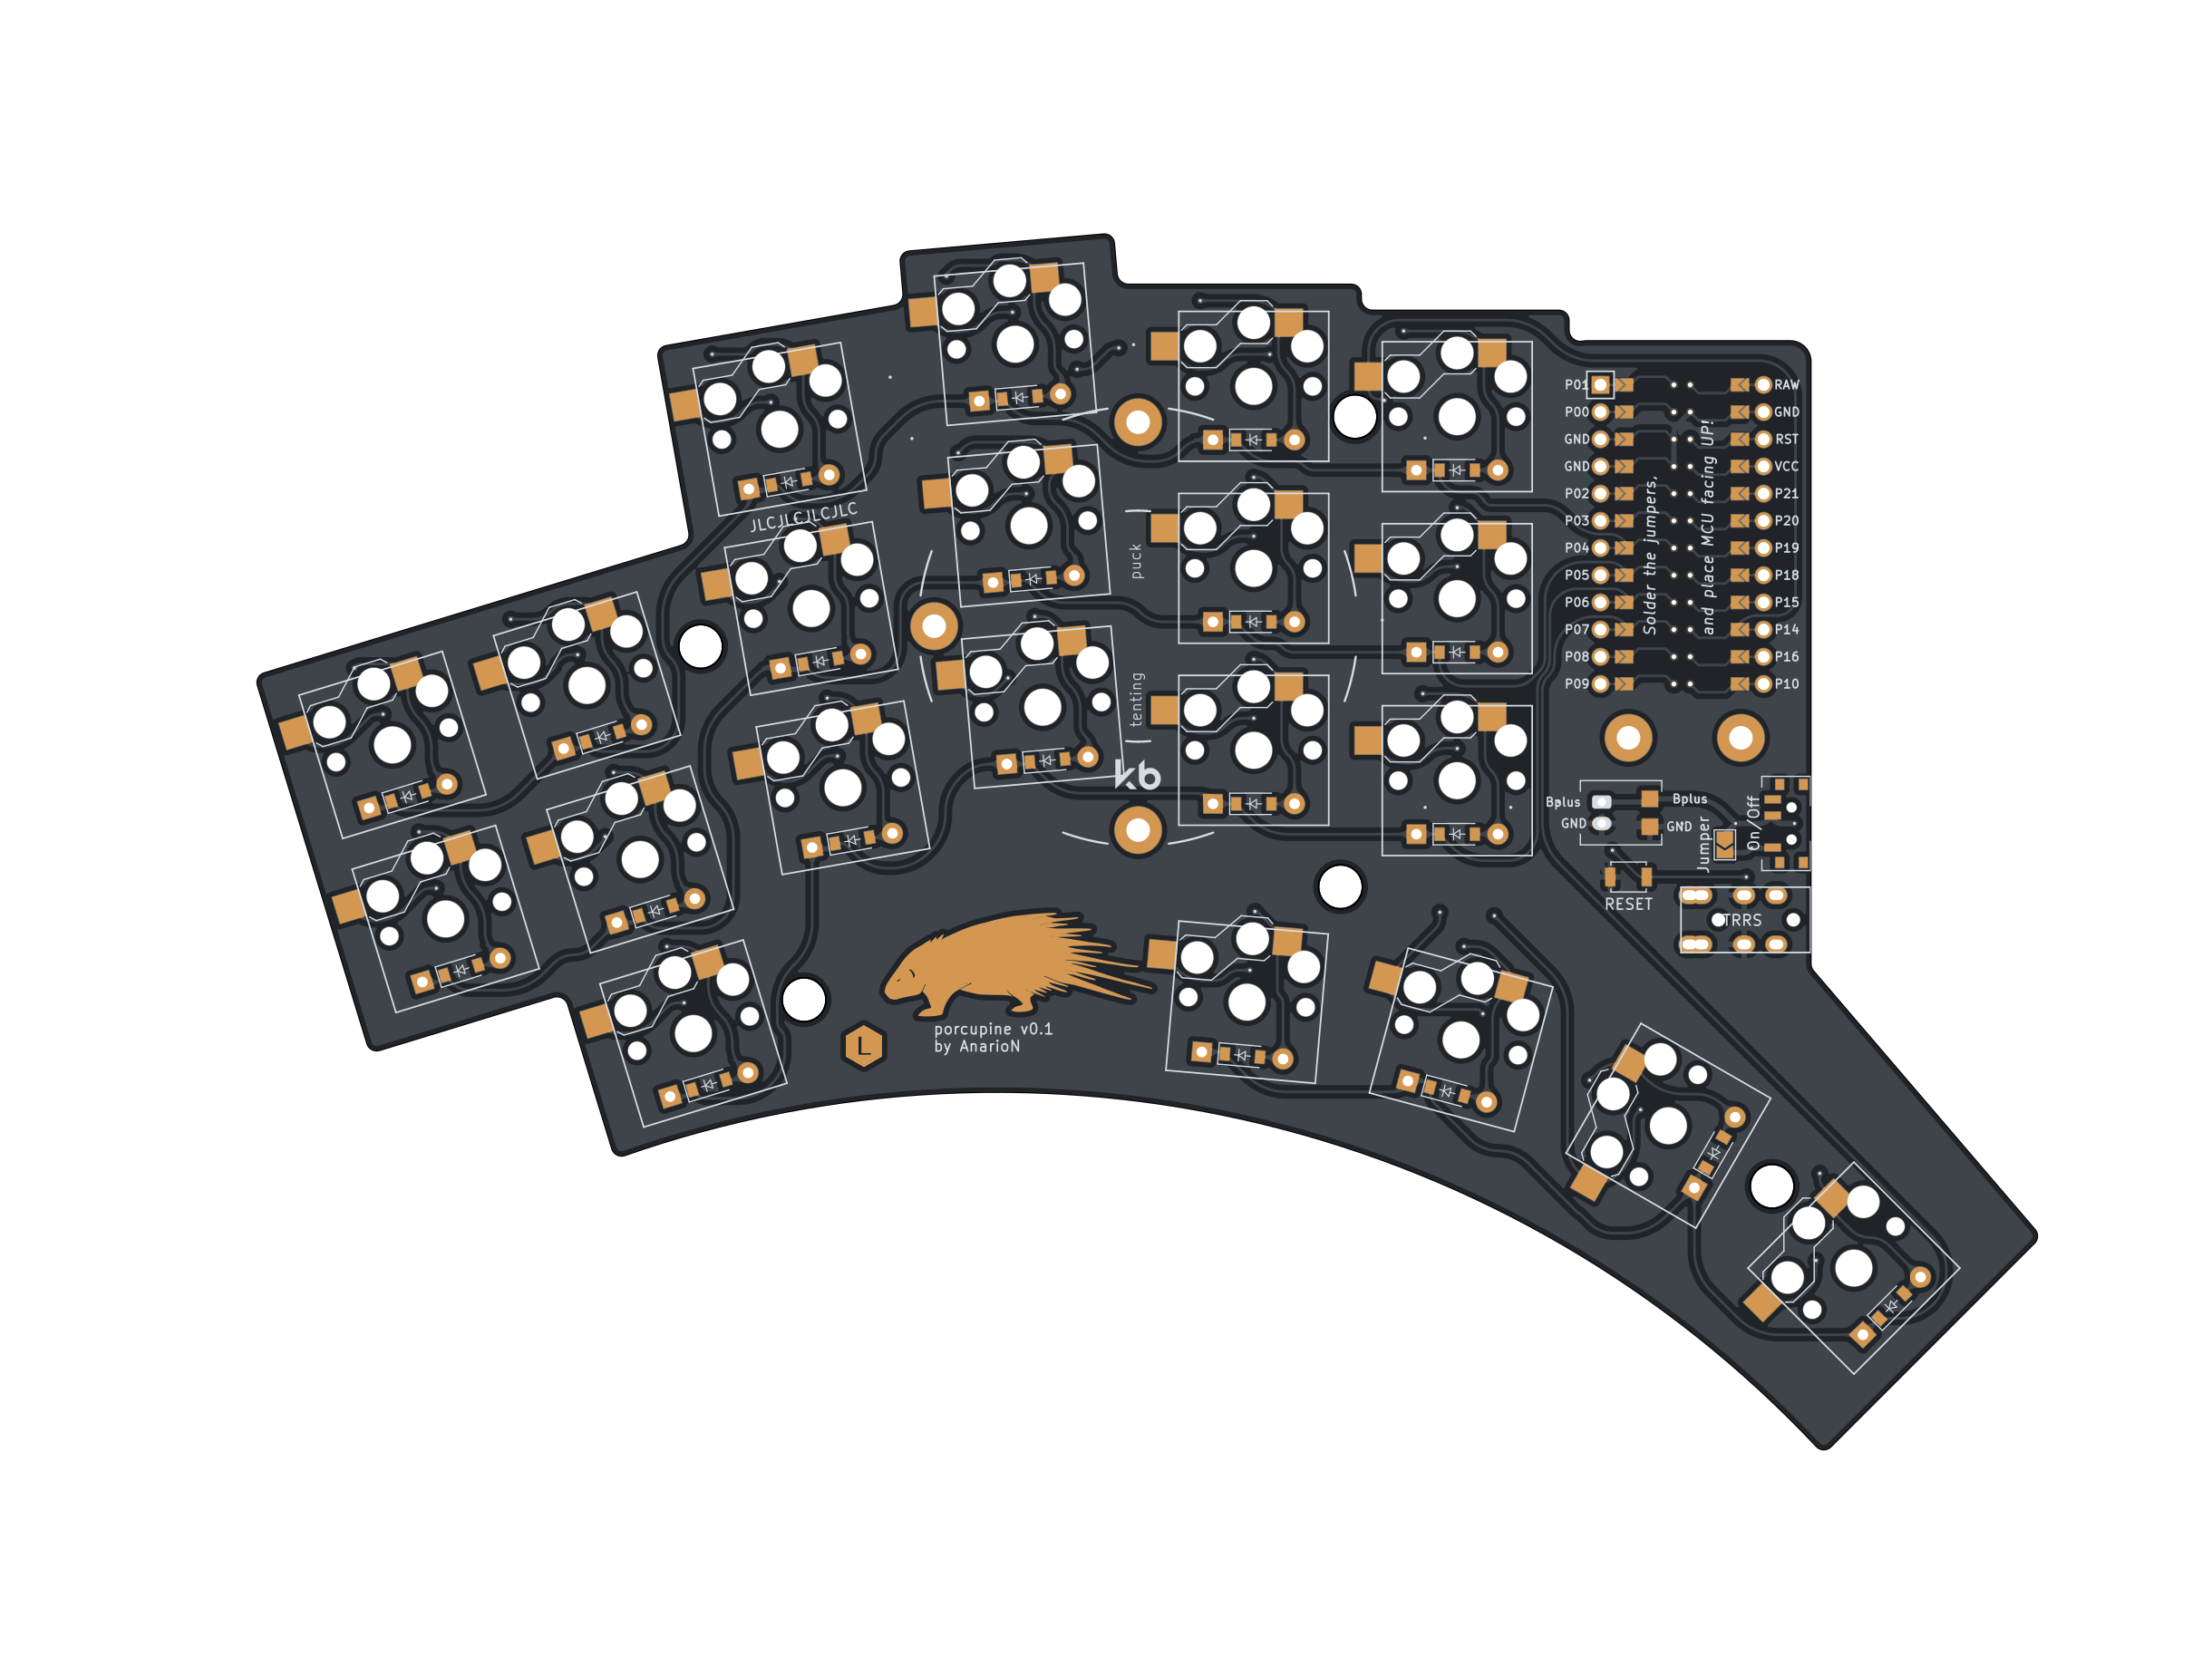 JLCJLCJLCJLC
puck
tenting
kb
P01
P00
GND
GND
P02
P03
P04
P05
P06
P07
P08
P09
Solder the jumpers,
and place MCU facing UP!
RAW
GND
RST
VCC
P21
P20
P19
P18
P15
P14
P16
P10
Bplus
GND
Bplus
GND
Jumper
On/Off
RESET
TRRS
L
porcupine v0.1
by AnarioN